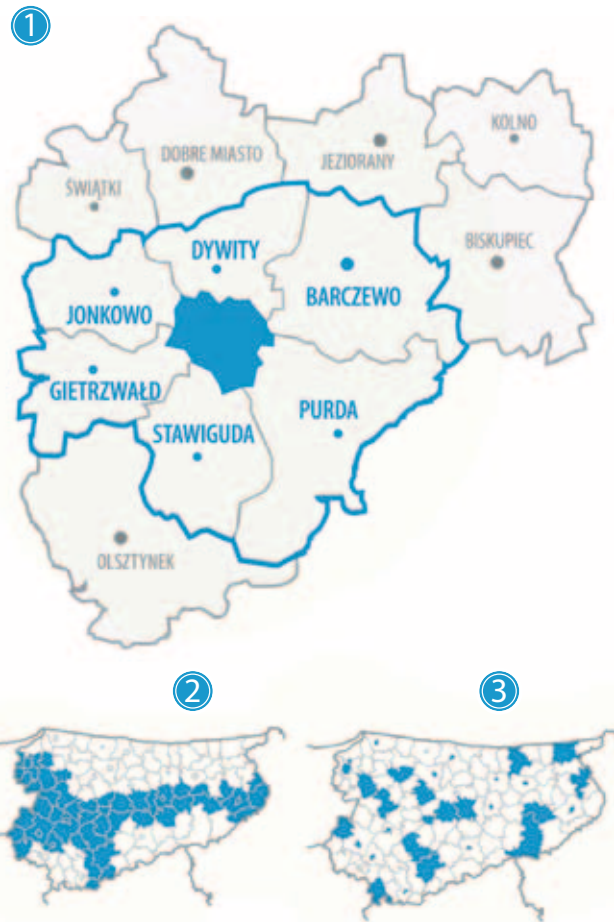 1
KOLNO
DOBRE MIASTO
JEZIORANY
ŚWIĄTKI
DYWITY
BISKUPIEC
BARCZEWO
JONKOWO
GIETRZWAŁD
PURDA
STAWIGUDA
OLSZTYNEK
2
3